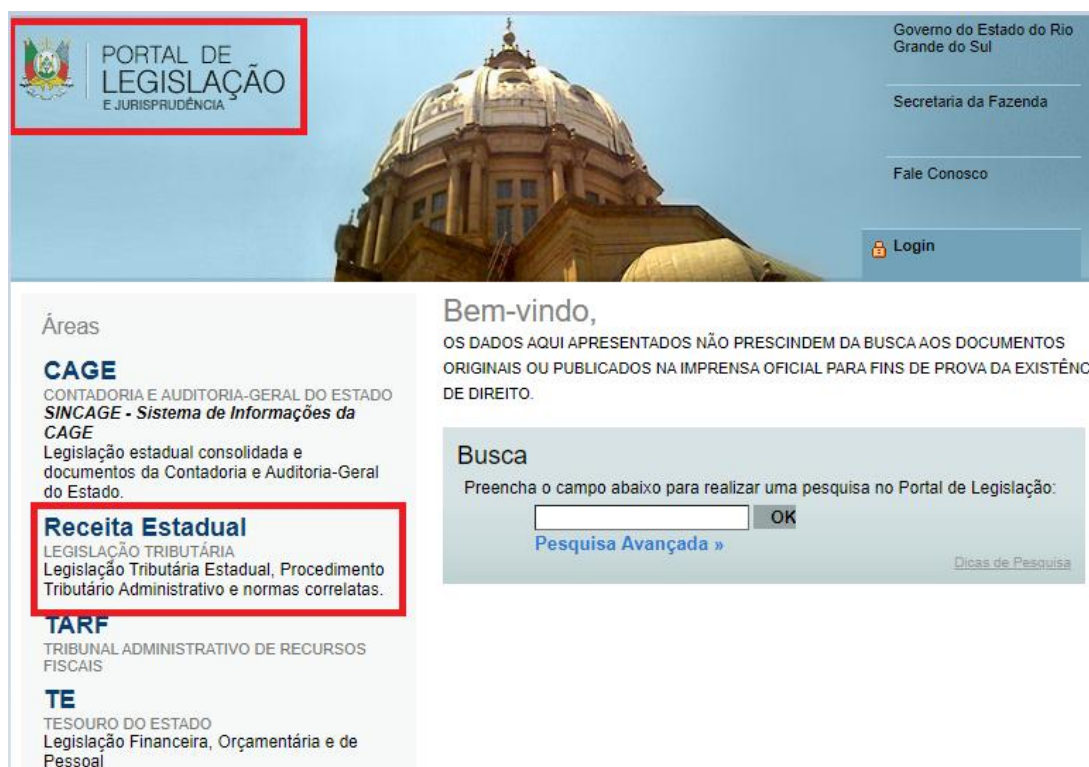 PORTAL DE
LEGISLAÇÃO
E JURISPRUDÊNCIA
Governo do Estado do Rio
Grande do Sul
Secretaria da Fazenda
Fale Conosco
Login
Áreas
CAGE
CONTADORIA E AUDITORIA-GERAL DO ESTADO
SINCAGE - Sistema de Informações da
CAGE
Legislação estadual consolidada e
documentos da Contadoria e Auditoria-Geral
do Estado.
Receita Estadual
LEGISLAÇÃO TRIBUTÁRIA
Legislação Tributária Estadual, Procedimento
Tributário Administrativo e normas correlatas.
TARF
TRIBUNAL ADMINISTRATIVO DE RECURSOS
FISCAIS
TE
TESOURO DO ESTADO
Legislação Financeira, Orçamentária e de
Pessoal
Bem-vindo,
OS DADOS AQUI APRESENTADOS NÃO PRESCINDEM DA BUSCA AOS DOCUMENTOS
ORIGINAIS OU PUBLICADOS NA IMPRENSA OFICIAL PARA FINS DE PROVA DA EXISTÊNC
DE DIREITO.
Busca
Preencha o campo abaixo para realizar uma pesquisa no Portal de Legislação:
OK
Pesquisa Avançada »
Dicas de Pesquisa